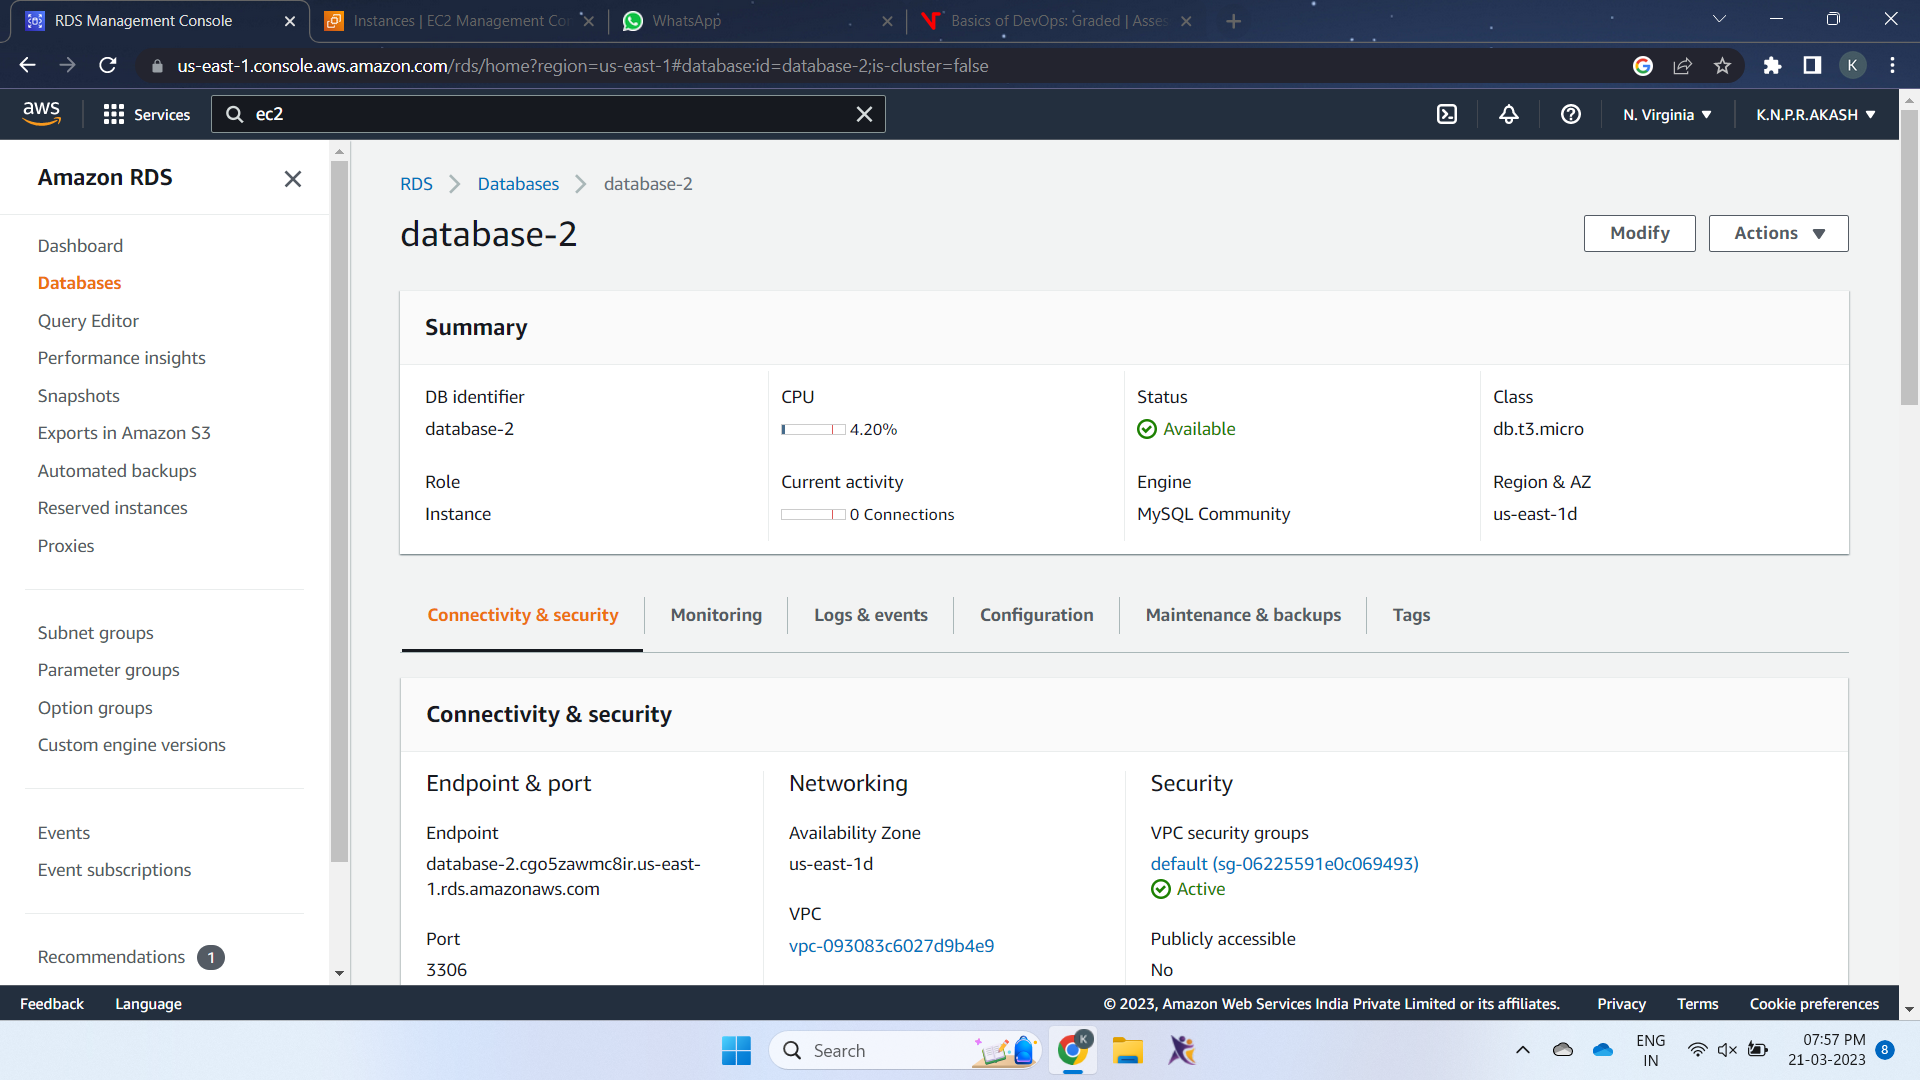 RDS Management Console
Instances | EC2 Management Con
WhatsApp
Basics of DevOps: Graded | Asses
us-east-1.console.aws.amazon.com/rds/home?region=us-east-1#database:id=database-2;is-cluster=false
K
aws
Services
ec2
N. Virginia
K.N.P.R.AKASH
Amazon RDS
Dashboard
Databases
Query Editor
Performance insights
Snapshots
Exports in Amazon S3
Automated backups
Reserved instances
Proxies
Subnet groups
Parameter groups
Option groups
Custom engine versions
Events
Event subscriptions
Recommendations 1
RDS > Databases > database-2
database-2
Modify
Actions
Summary
DB identifier
database-2
CPU
4.20%
Status
Available
Class
db.t3.micro
Role
Instance
Current activity
0 Connections
Engine
MySQL Community
Region & AZ
us-east-1d
Connectivity & security
Monitoring
Logs & events
Configuration
Maintenance & backups
Tags
Connectivity & security
Endpoint & port
Endpoint
database-2.cgo5zawmc8ir.us-east-
1.rds.amazonaws.com
Port
3306
Networking
Availability Zone
us-east-1d
VPC
vpc-093083c6027d9b4e9
Security
VPC security groups
default (sg-06225591e0c069493)
Active
Publicly accessible
No
Feedback
Language
© 2023, Amazon Web Services India Private Limited or its affiliates.
Privacy
Terms
Cookie preferences
Search
K
ENG
IN
07:57 PM
21-03-2023
8